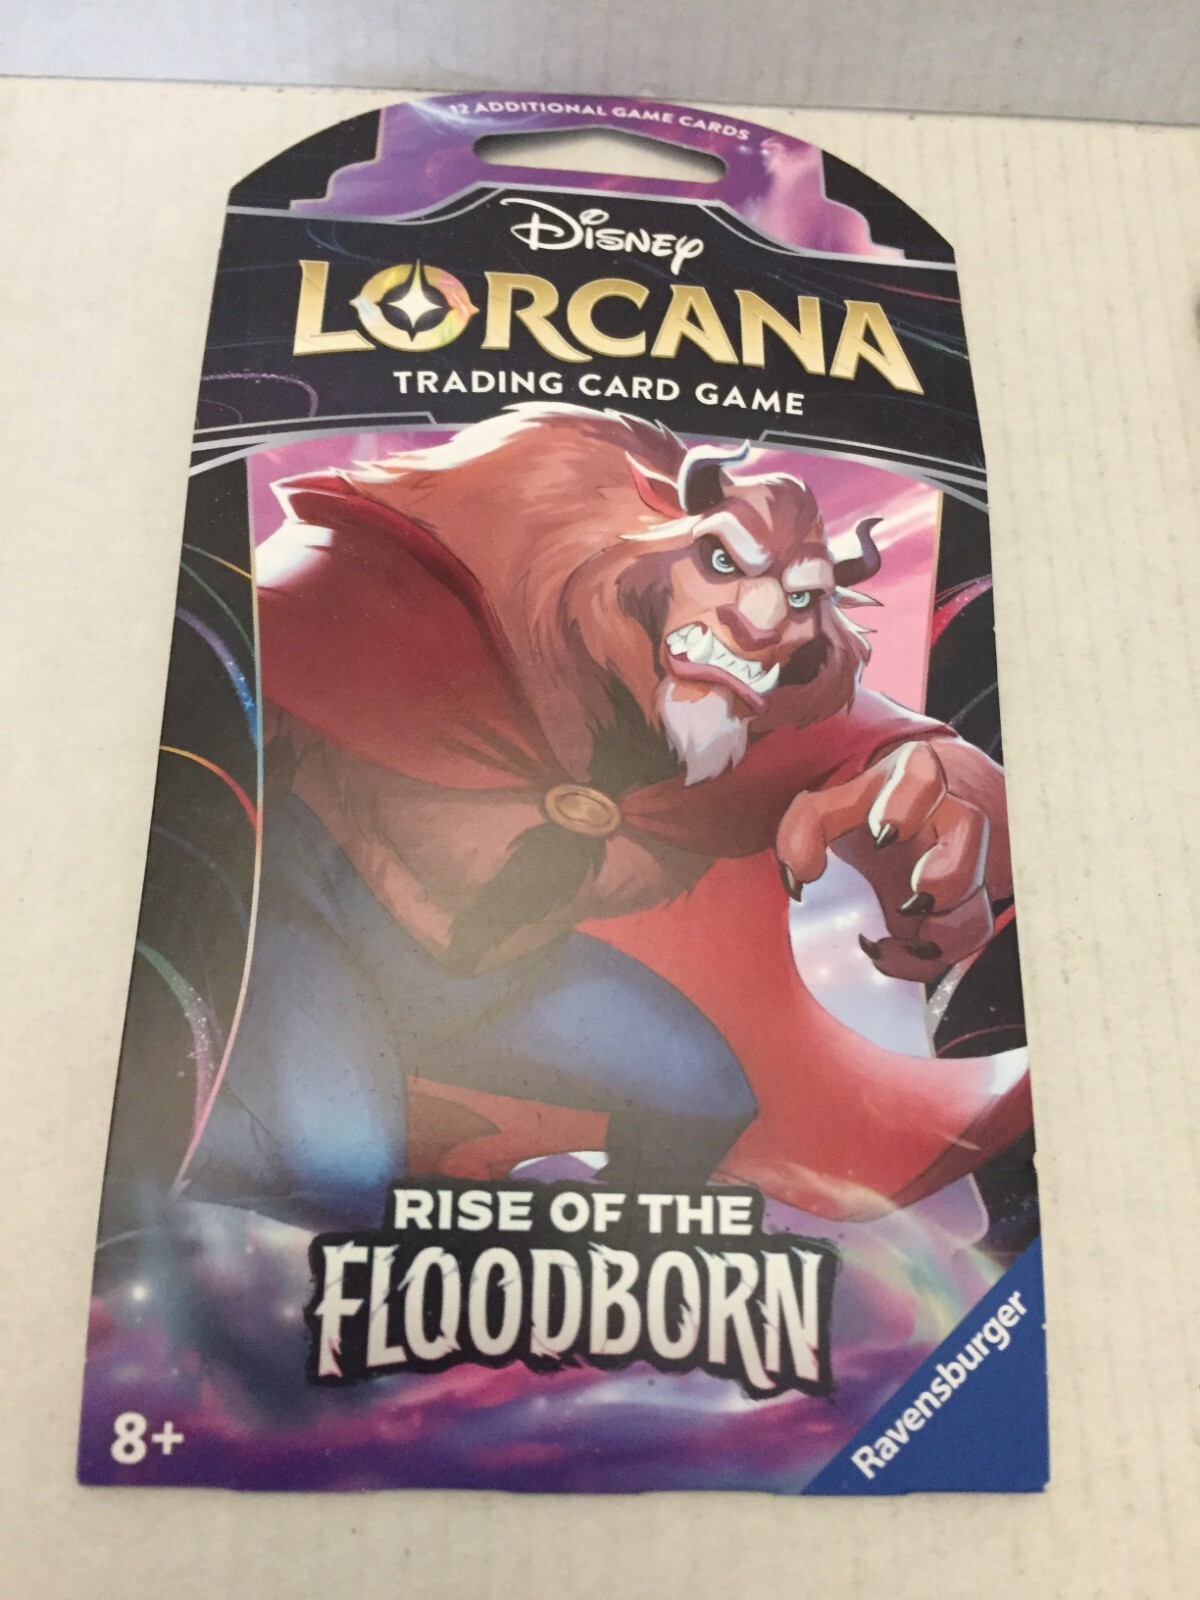 12 ADDITIONAL GAME CARDS
Disney
LORCANA
TRADING CARD GAME
RISE OF THE
FLOODBORN
8+
Ravensburger